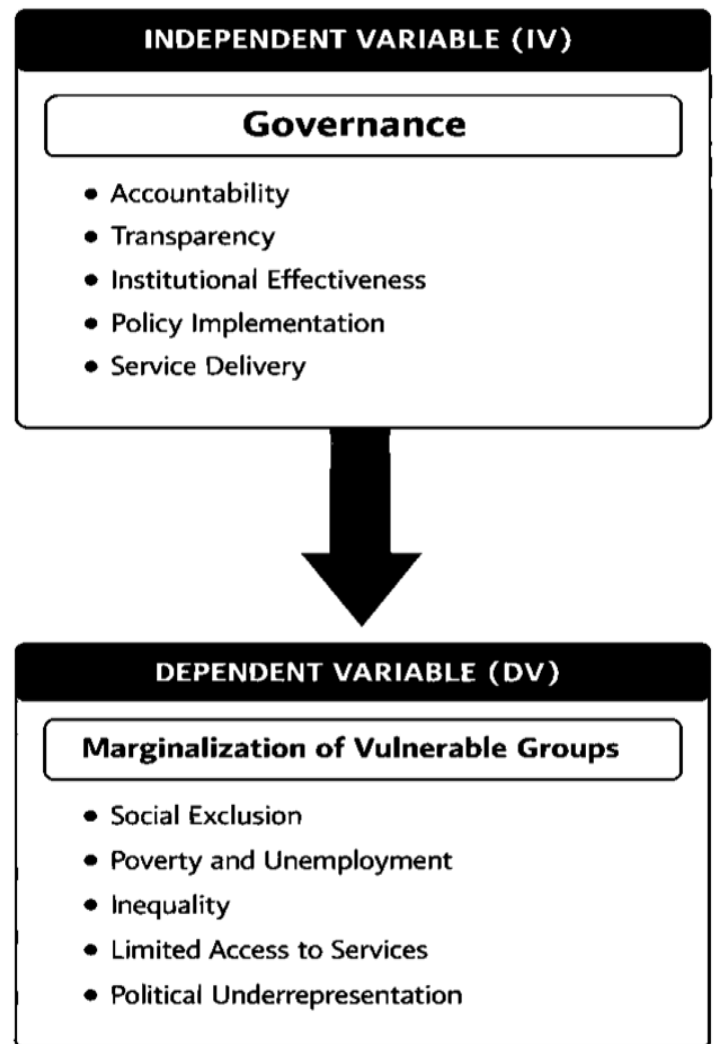 INDEPENDENT VARIABLE (IV)
Governance
• Accountability
• Transparency
• Institutional Effectiveness
• Policy Implementation
• Service Delivery
DEPENDENT VARIABLE (DV)
Marginalization of Vulnerable Groups
• Social Exclusion
• Poverty and Unemployment
• Inequality
• Limited Access to Services
• Political Underrepresentation